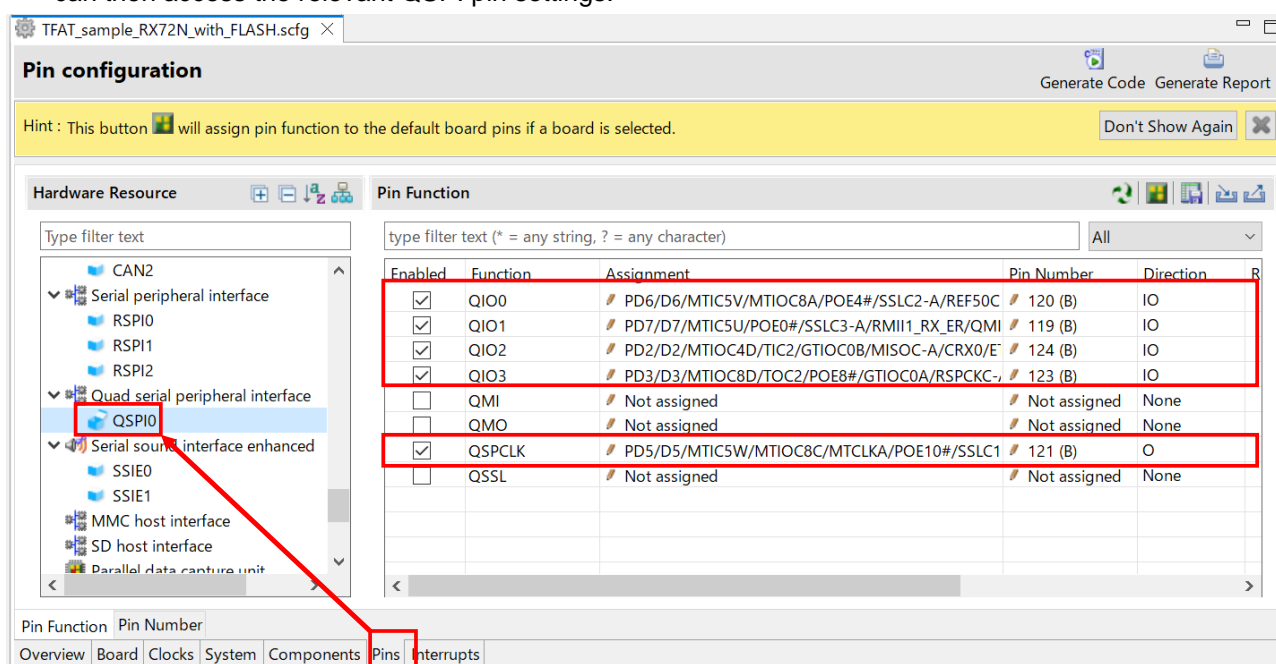 can then access the relevant QSPI pin settings.
TFAT_sample_RX72N_with_FLASH.scfg
Pin configuration
Generate Code Generate Report
Hint : This button will assign pin function to the default board pins if a board is selected.
Don't Show Again
Hardware Resource
Pin Function
Type filter text
type filter text (* = any string, ? = any character)
All
CAN2
Serial peripheral interface
RSPI0
RSPI1
RSPI2
Quad serial peripheral interface
QSPI0
Serial sound interface enhanced
SSIE0
SSIE1
MMC host interface
SD host interface
Parallel data capture unit
Enabled Function Assignment Pin Number Direction R
QIO0 PD6/D6/MTIC5V/MTIOC8A/POE4#/SSLC2-A/REF50C 120 (B) IO
QIO1 PD7/D7/MTIC5U/POE0#/SSLC3-A/RMII1_RX_ER/QMI 119 (B) IO
QIO2 PD2/D2/MTIOC4D/TIC2/GTIOC0B/MISOC-A/CRX0/E 124 (B) IO
QIO3 PD3/D3/MTIOC8D/TOC2/POE8#/GTIOC0A/RSPCKC- 123 (B) IO
QMI Not assigned Not assigned None
QMO Not assigned Not assigned None
QSPCLK PD5/D5/MTIC5W/MTIOC8C/MTCLKA/POE10#/SSLC1 121 (B) O
QSSL Not assigned Not assigned None
Pin Function Pin Number
Overview Board Clocks System Components Pins Interrupts